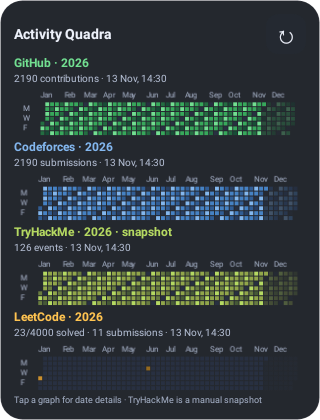 Activity Quadra
GitHub · 2026
2190 contributions · 13 Nov, 14:30
Jan Feb Mar Apr May Jun Jul Aug Sep Oct Nov Dec
M
W
F
Codeforces · 2026
2190 submissions · 13 Nov, 14:30
Jan Feb Mar Apr May Jun Jul Aug Sep Oct Nov Dec
M
W
F
TryHackMe · 2026 · snapshot
126 events · 13 Nov, 14:30
Jan Feb Mar Apr May Jun Jul Aug Sep Oct Nov Dec
M
W
F
LeetCode · 2026
23/4000 solved · 11 submissions · 13 Nov, 14:30
Jan Feb Mar Apr May Jun Jul Aug Sep Oct Nov Dec
M
W
F
Tap a graph for date details · TryHackMe is a manual snapshot